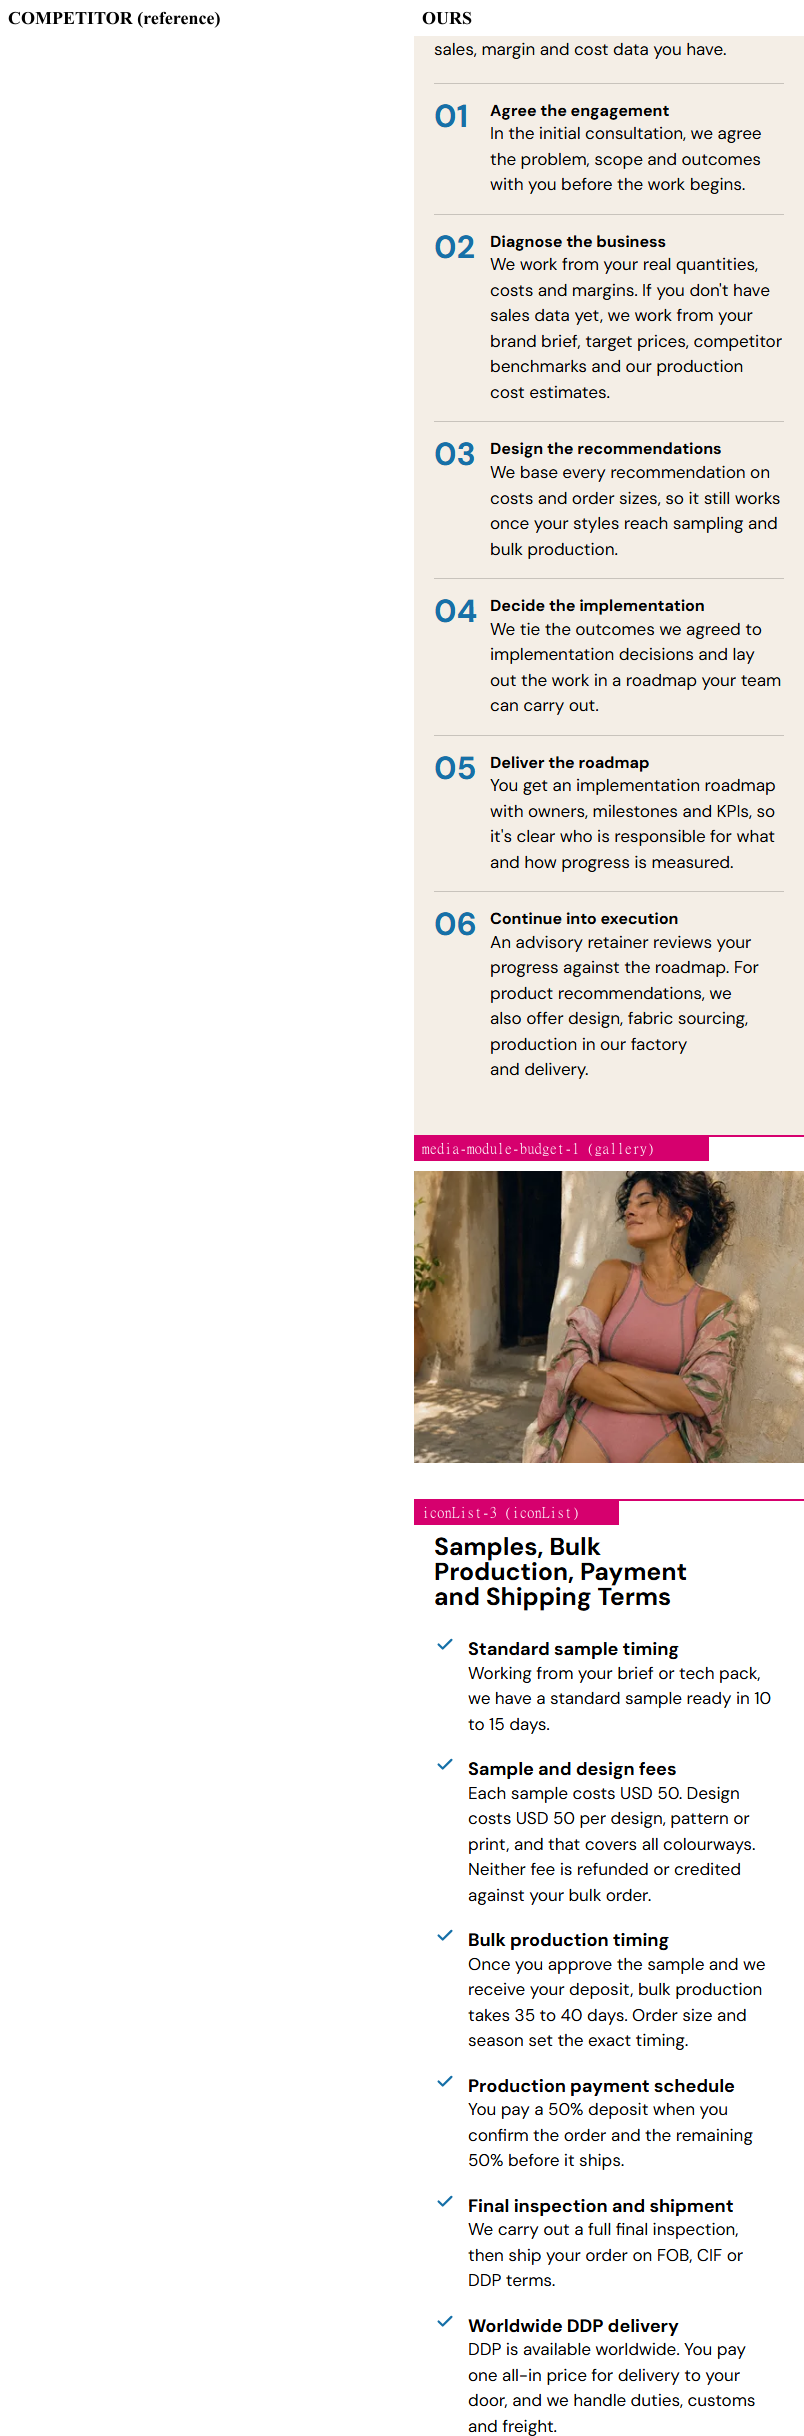 COMPETITOR (reference)
OURS
sales, margin and cost data you have.
01
Agree the engagement
In the initial consultation, we agree
the problem, scope and outcomes
with you before the work begins.
02
Diagnose the business
We work from your real quantities,
costs and margins. If you don't have
sales data yet, we work from your
brand brief, target prices, competitor
benchmarks and our production
cost estimates.
03
Design the recommendations
We base every recommendation on
costs and order sizes, so it still works
once your styles reach sampling and
bulk production.
04
Decide the implementation
We tie the outcomes we agreed to
implementation decisions and lay
out the work in a roadmap your team
can carry out.
05
Deliver the roadmap
You get an implementation roadmap
with owners, milestones and KPIs, so
it's clear who is responsible for what
and how progress is measured.
06
Continue into execution
An advisory retainer reviews your
progress against the roadmap. For
product recommendations, we
also offer design, fabric sourcing,
production in our factory
and delivery.
media-module-budget-1 (gallery)
iconList-3 (iconList)
Samples, Bulk
Production, Payment
and Shipping Terms
Standard sample timing
Working from your brief or tech pack,
we have a standard sample ready in 10
to 15 days.
Sample and design fees
Each sample costs USD 50. Design
costs USD 50 per design, pattern or
print, and that covers all colourways.
Neither fee is refunded or credited
against your bulk order.
Bulk production timing
Once you approve the sample and we
receive your deposit, bulk production
takes 35 to 40 days. Order size and
season set the exact timing.
Production payment schedule
You pay a 50% deposit when you
confirm the order and the remaining
50% before it ships.
Final inspection and shipment
We carry out a full final inspection,
then ship your order on FOB, CIF or
DDP terms.
Worldwide DDP delivery
DDP is available worldwide. You pay
one all-in price for delivery to your
door, and we handle duties, customs
and freight.